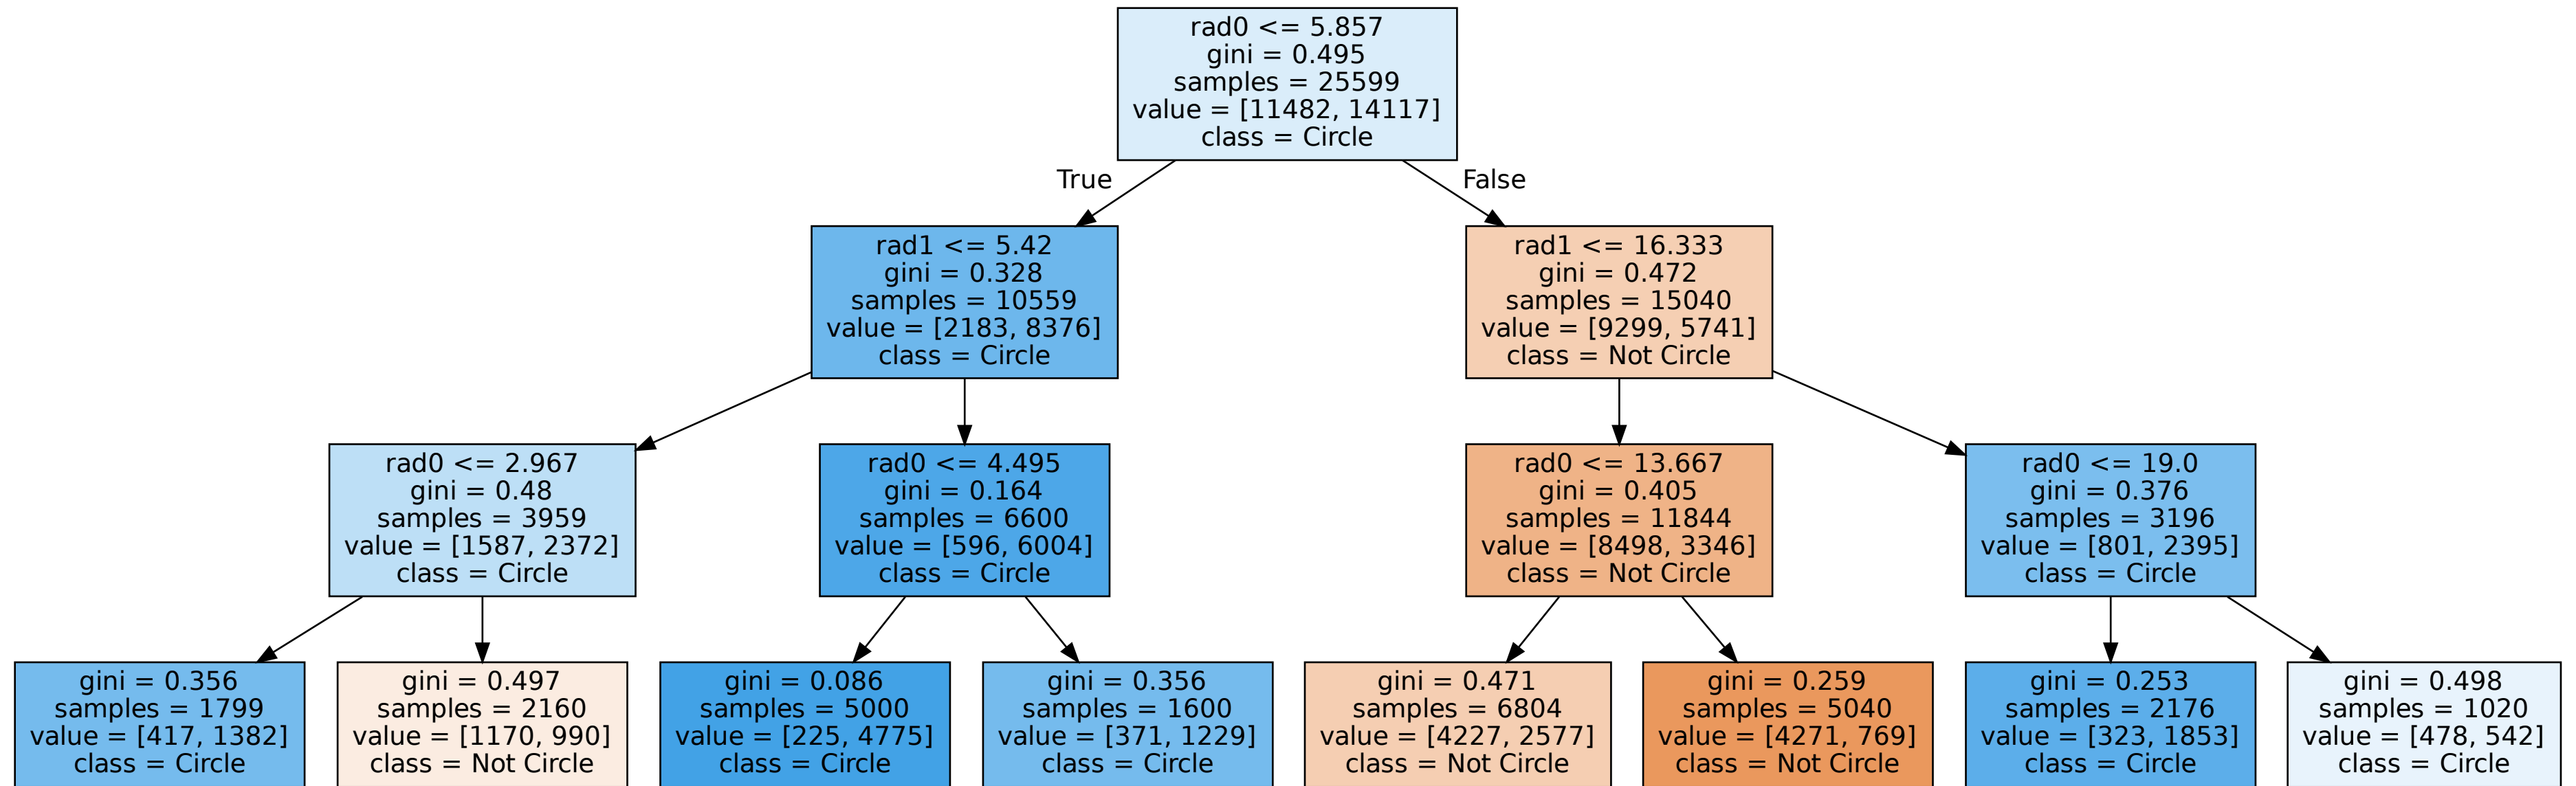 rad0 <= 5.857
gini = 0.495
samples = 25599
value = [11482, 14117]
class = Circle
True
False
rad1 <= 5.42
gini = 0.328
samples = 10559
value = [2183, 8376]
class = Circle
rad1 <= 16.333
gini = 0.472
samples = 15040
value = [9299, 5741]
class = Not Circle
rad0 <= 2.967
gini = 0.48
samples = 3959
value = [1587, 2372]
class = Circle
rad0 <= 4.495
gini = 0.164
samples = 6600
value = [596, 6004]
class = Circle
rad0 <= 13.667
gini = 0.405
samples = 11844
value = [8498, 3346]
class = Not Circle
rad0 <= 19.0
gini = 0.376
samples = 3196
value = [801, 2395]
class = Circle
gini = 0.356
samples = 1799
value = [417, 1382]
class = Circle
gini = 0.497
samples = 2160
value = [1170, 990]
class = Not Circle
gini = 0.086
samples = 5000
value = [225, 4775]
class = Circle
gini = 0.356
samples = 1600
value = [371, 1229]
class = Circle
gini = 0.471
samples = 6804
value = [4227, 2577]
class = Not Circle
gini = 0.259
samples = 5040
value = [4271, 769]
class = Not Circle
gini = 0.253
samples = 2176
value = [323, 1853]
class = Circle
gini = 0.498
samples = 1020
value = [478, 542]
class = Circle